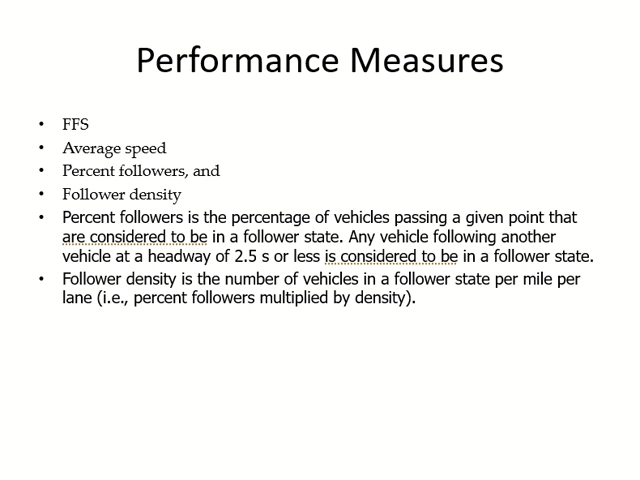 Performance Measures
• FFS
• Average speed
• Percent followers, and
• Follower density
• Percent followers is the percentage of vehicles passing a given point that
are considered to be in a follower state. Any vehicle following another
vehicle at a headway of 2.5 s or less is considered to be in a follower state.
• Follower density is the number of vehicles in a follower state per mile per
lane (i.e., percent followers multiplied by density).